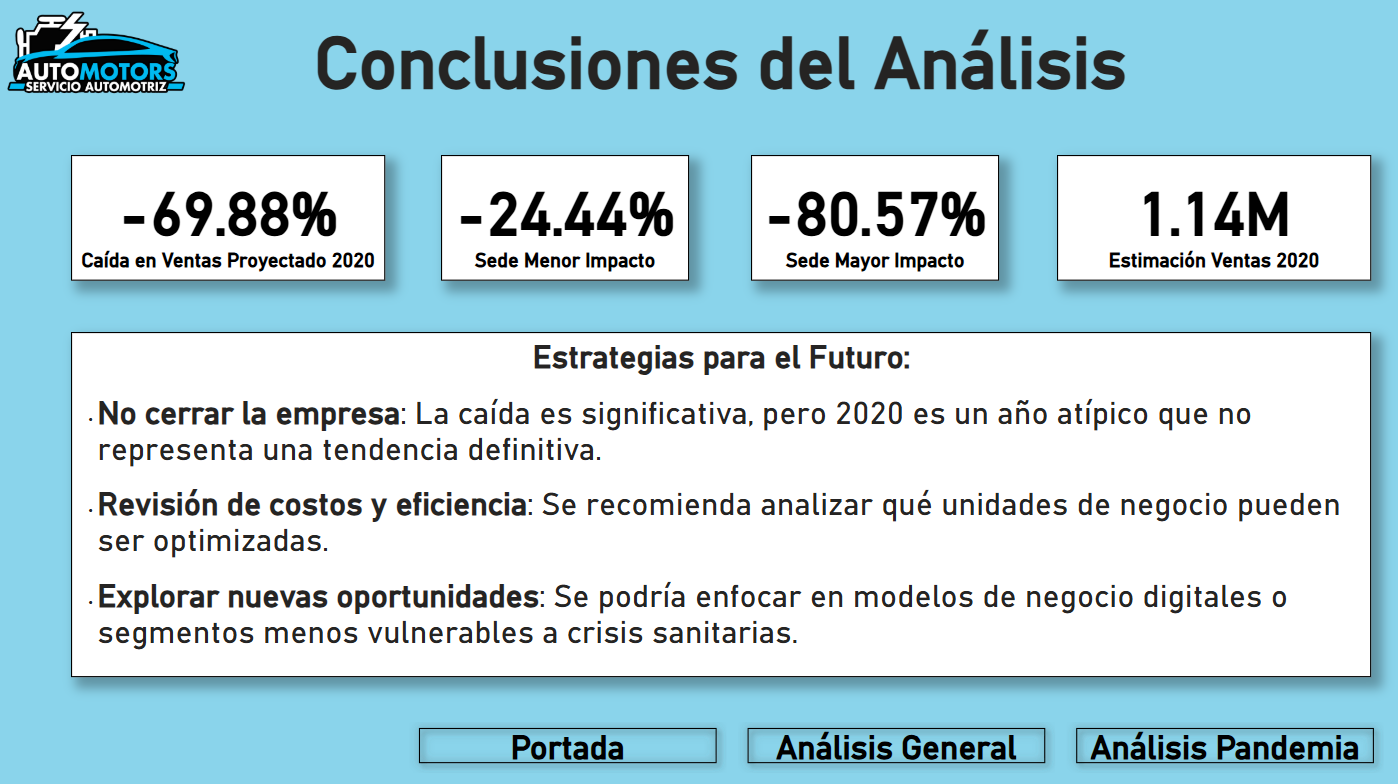 AUTOMOTORS
SERVICIO AUTOMOTRIZ
Conclusiones del Análisis
-69.88%
Caída en Ventas Proyectado 2020
-24.44%
Sede Menor Impacto
-80.57%
Sede Mayor Impacto
1.14M
Estimación Ventas 2020
Estrategias para el Futuro:
· No cerrar la empresa: La caída es significativa, pero 2020 es un año atípico que no
representa una tendencia definitiva.
· Revisión de costos y eficiencia: Se recomienda analizar qué unidades de negocio pueden
ser optimizadas.
· Explorar nuevas oportunidades: Se podría enfocar en modelos de negocio digitales o
segmentos menos vulnerables a crisis sanitarias.
Portada
Análisis General
Análisis Pandemia